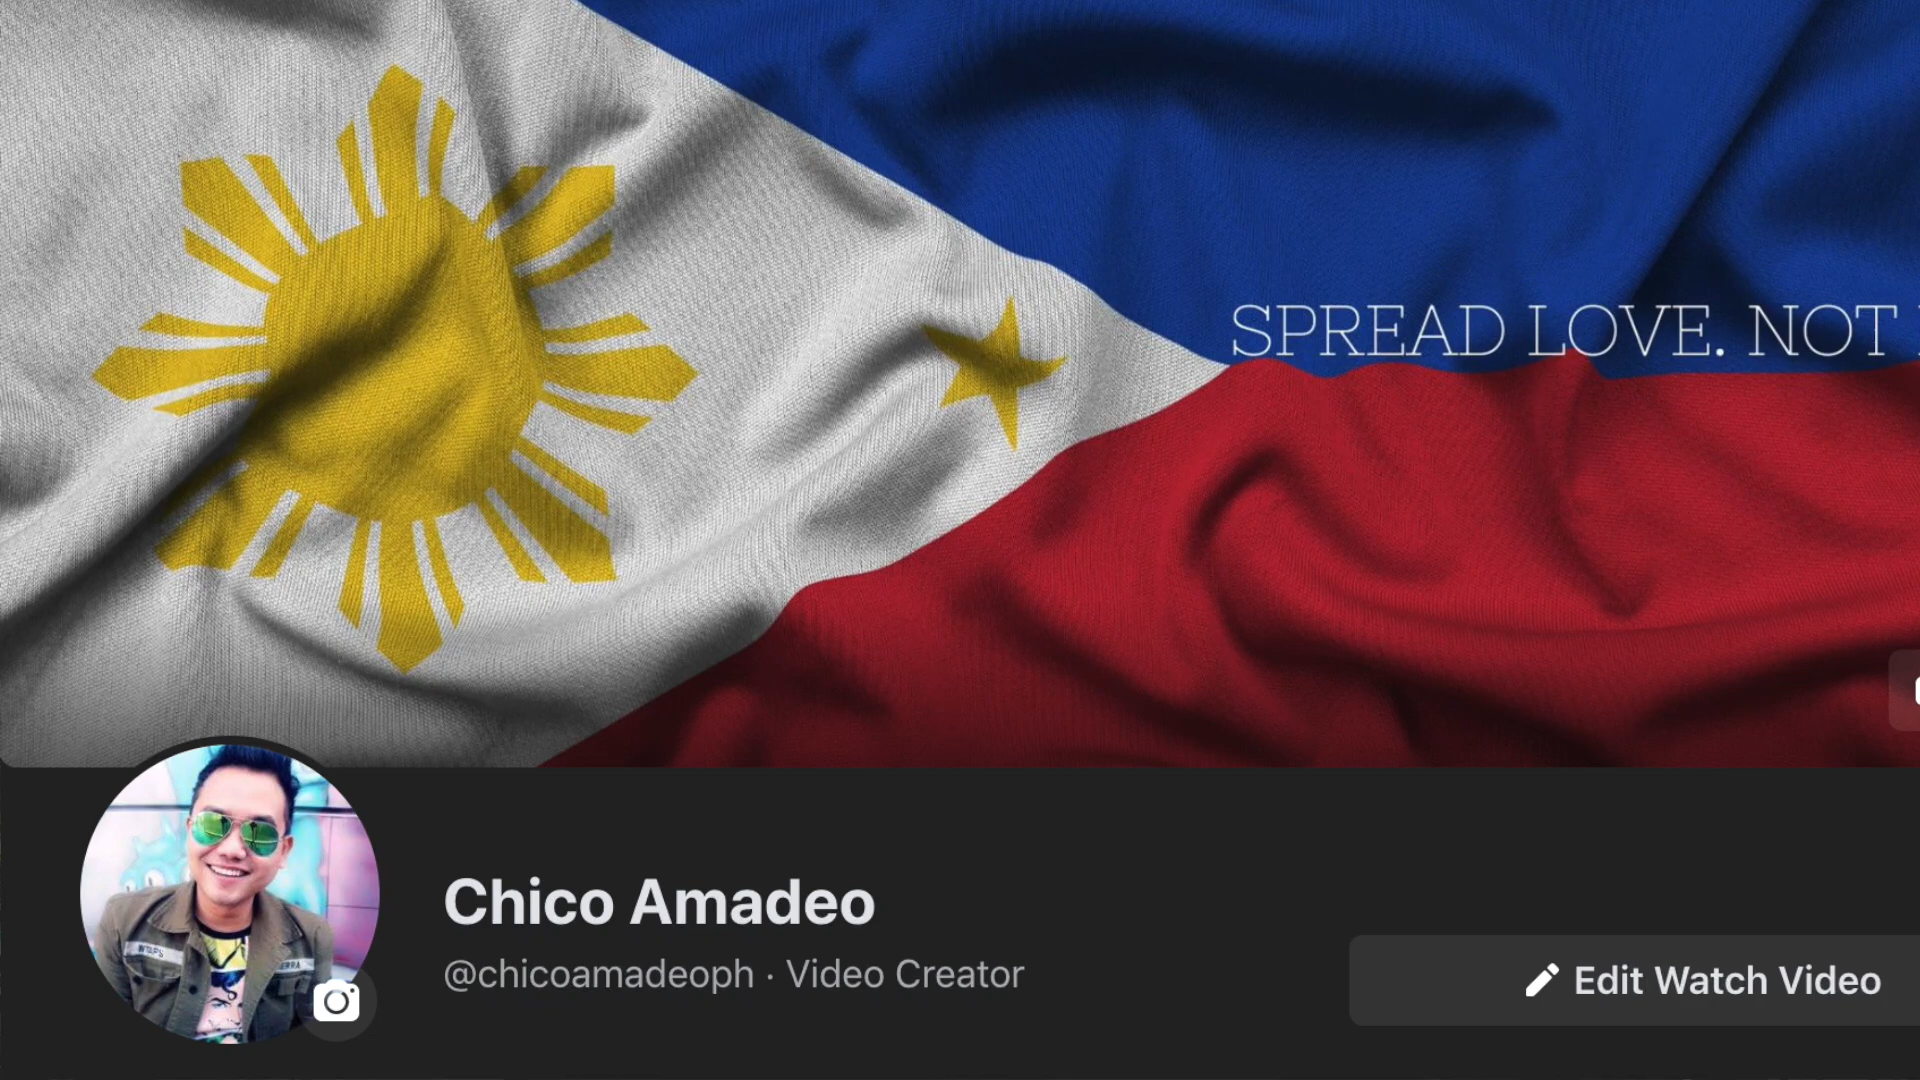 SPREAD LOVE. NOT
Chico Amadeo
@chicoamadeoph · Video Creator
Edit Watch Video